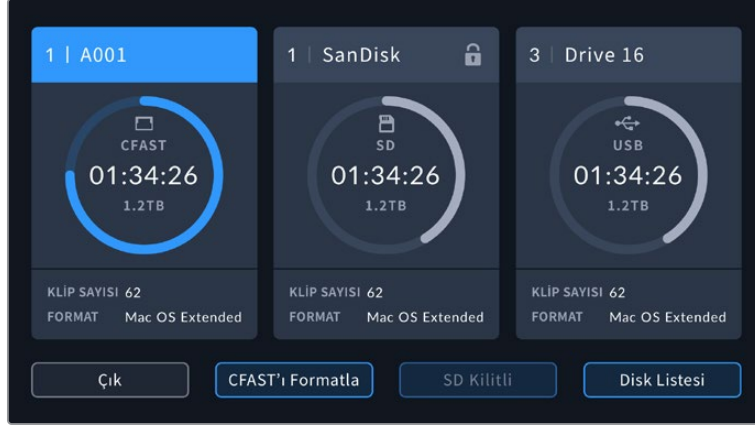 1 | A001
CFAST
01:34:26
1.2TB
KLİP SAYISI 62
FORMAT Mac OS Extended
1 | SanDisk
SD
01:34:26
1.2TB
KLİP SAYISI 62
FORMAT Mac OS Extended
3 | Drive 16
USB
01:34:26
1.2TB
KLİP SAYISI 62
FORMAT Mac OS Extended
Çık
CFAST'ı Formatla
SD Kilitli
Disk Listesi